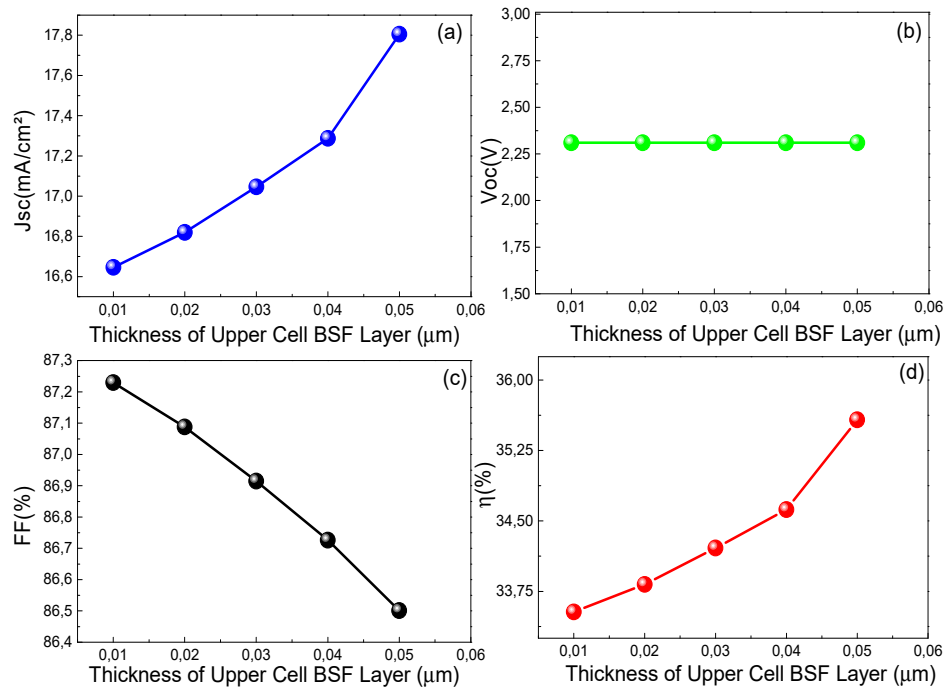 (a)
17,8
17,6
17,4
17,2
17,0
16,8
16,6
Jsc(mA/cm²)
0,01 0,02 0,03 0,04 0,05 0,06
Thickness of Upper Cell BSF Layer (μm)
(b)
3,00
2,75
2,50
2,25
2,00
1,75
1,50
Voc(V)
0,01 0,02 0,03 0,04 0,05 0,06
Thickness of Upper Cell BSF Layer (μm)
(c)
87,3
87,2
87,1
87,0
86,9
86,8
86,7
86,6
86,5
86,4
FF(%)
0,01 0,02 0,03 0,04 0,05 0,06
Thickness of Upper Cell BSF Layer (μm)
(d)
36,00
35,25
34,50
33,75
η(%)
0,01 0,02 0,03 0,04 0,05 0,06
Thickness of Upper Cell BSF Layer (μm)